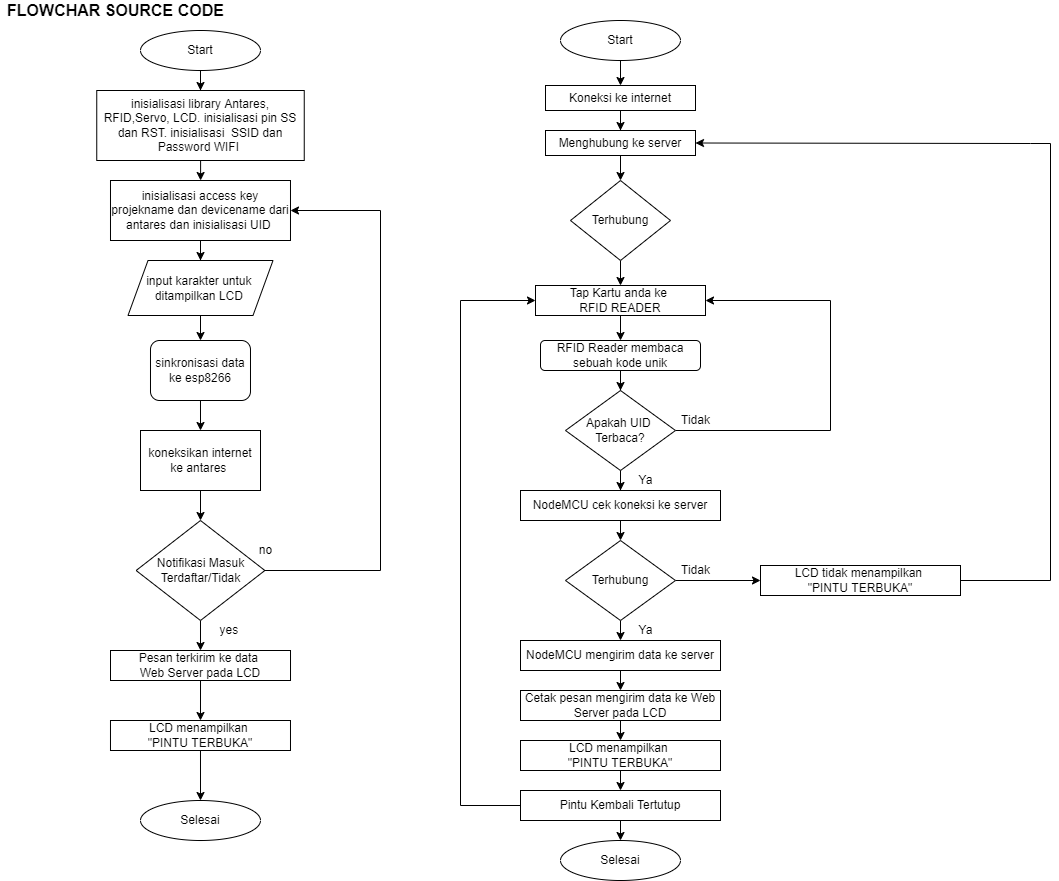 FLOWCHAR SOURCE CODE
Start
inisialisasi library Antares,
RFID,Servo, LCD. inisialisasi pin SS
dan RST. inisialisasi SSID dan
Password WIFI
inisialisasi access key
projekname dan devicename dari
antares dan inisialisasi UID
input karakter untuk
ditampilkan LCD
sinkronisasi data
ke esp8266
koneksikan internet
ke antares
Notifikasi Masuk
Terdaftar/Tidak
no
yes
Pesan terkirim ke data
Web Server pada LCD
LCD menampilkan
"PINTU TERBUKA"
Selesai
Start
Koneksi ke internet
Menghubung ke server
Terhubung
Tap Kartu anda ke
RFID READER
RFID Reader membaca
sebuah kode unik
Apakah UID
Terbaca?
Tidak
Ya
NodeMCU cek koneksi ke server
Terhubung
Tidak
LCD tidak menampilkan
"PINTU TERBUKA"
Ya
NodeMCU mengirim data ke server
Cetak pesan mengirim data ke Web
Server pada LCD
LCD menampilkan
"PINTU TERBUKA"
Pintu Kembali Tertutup
Selesai